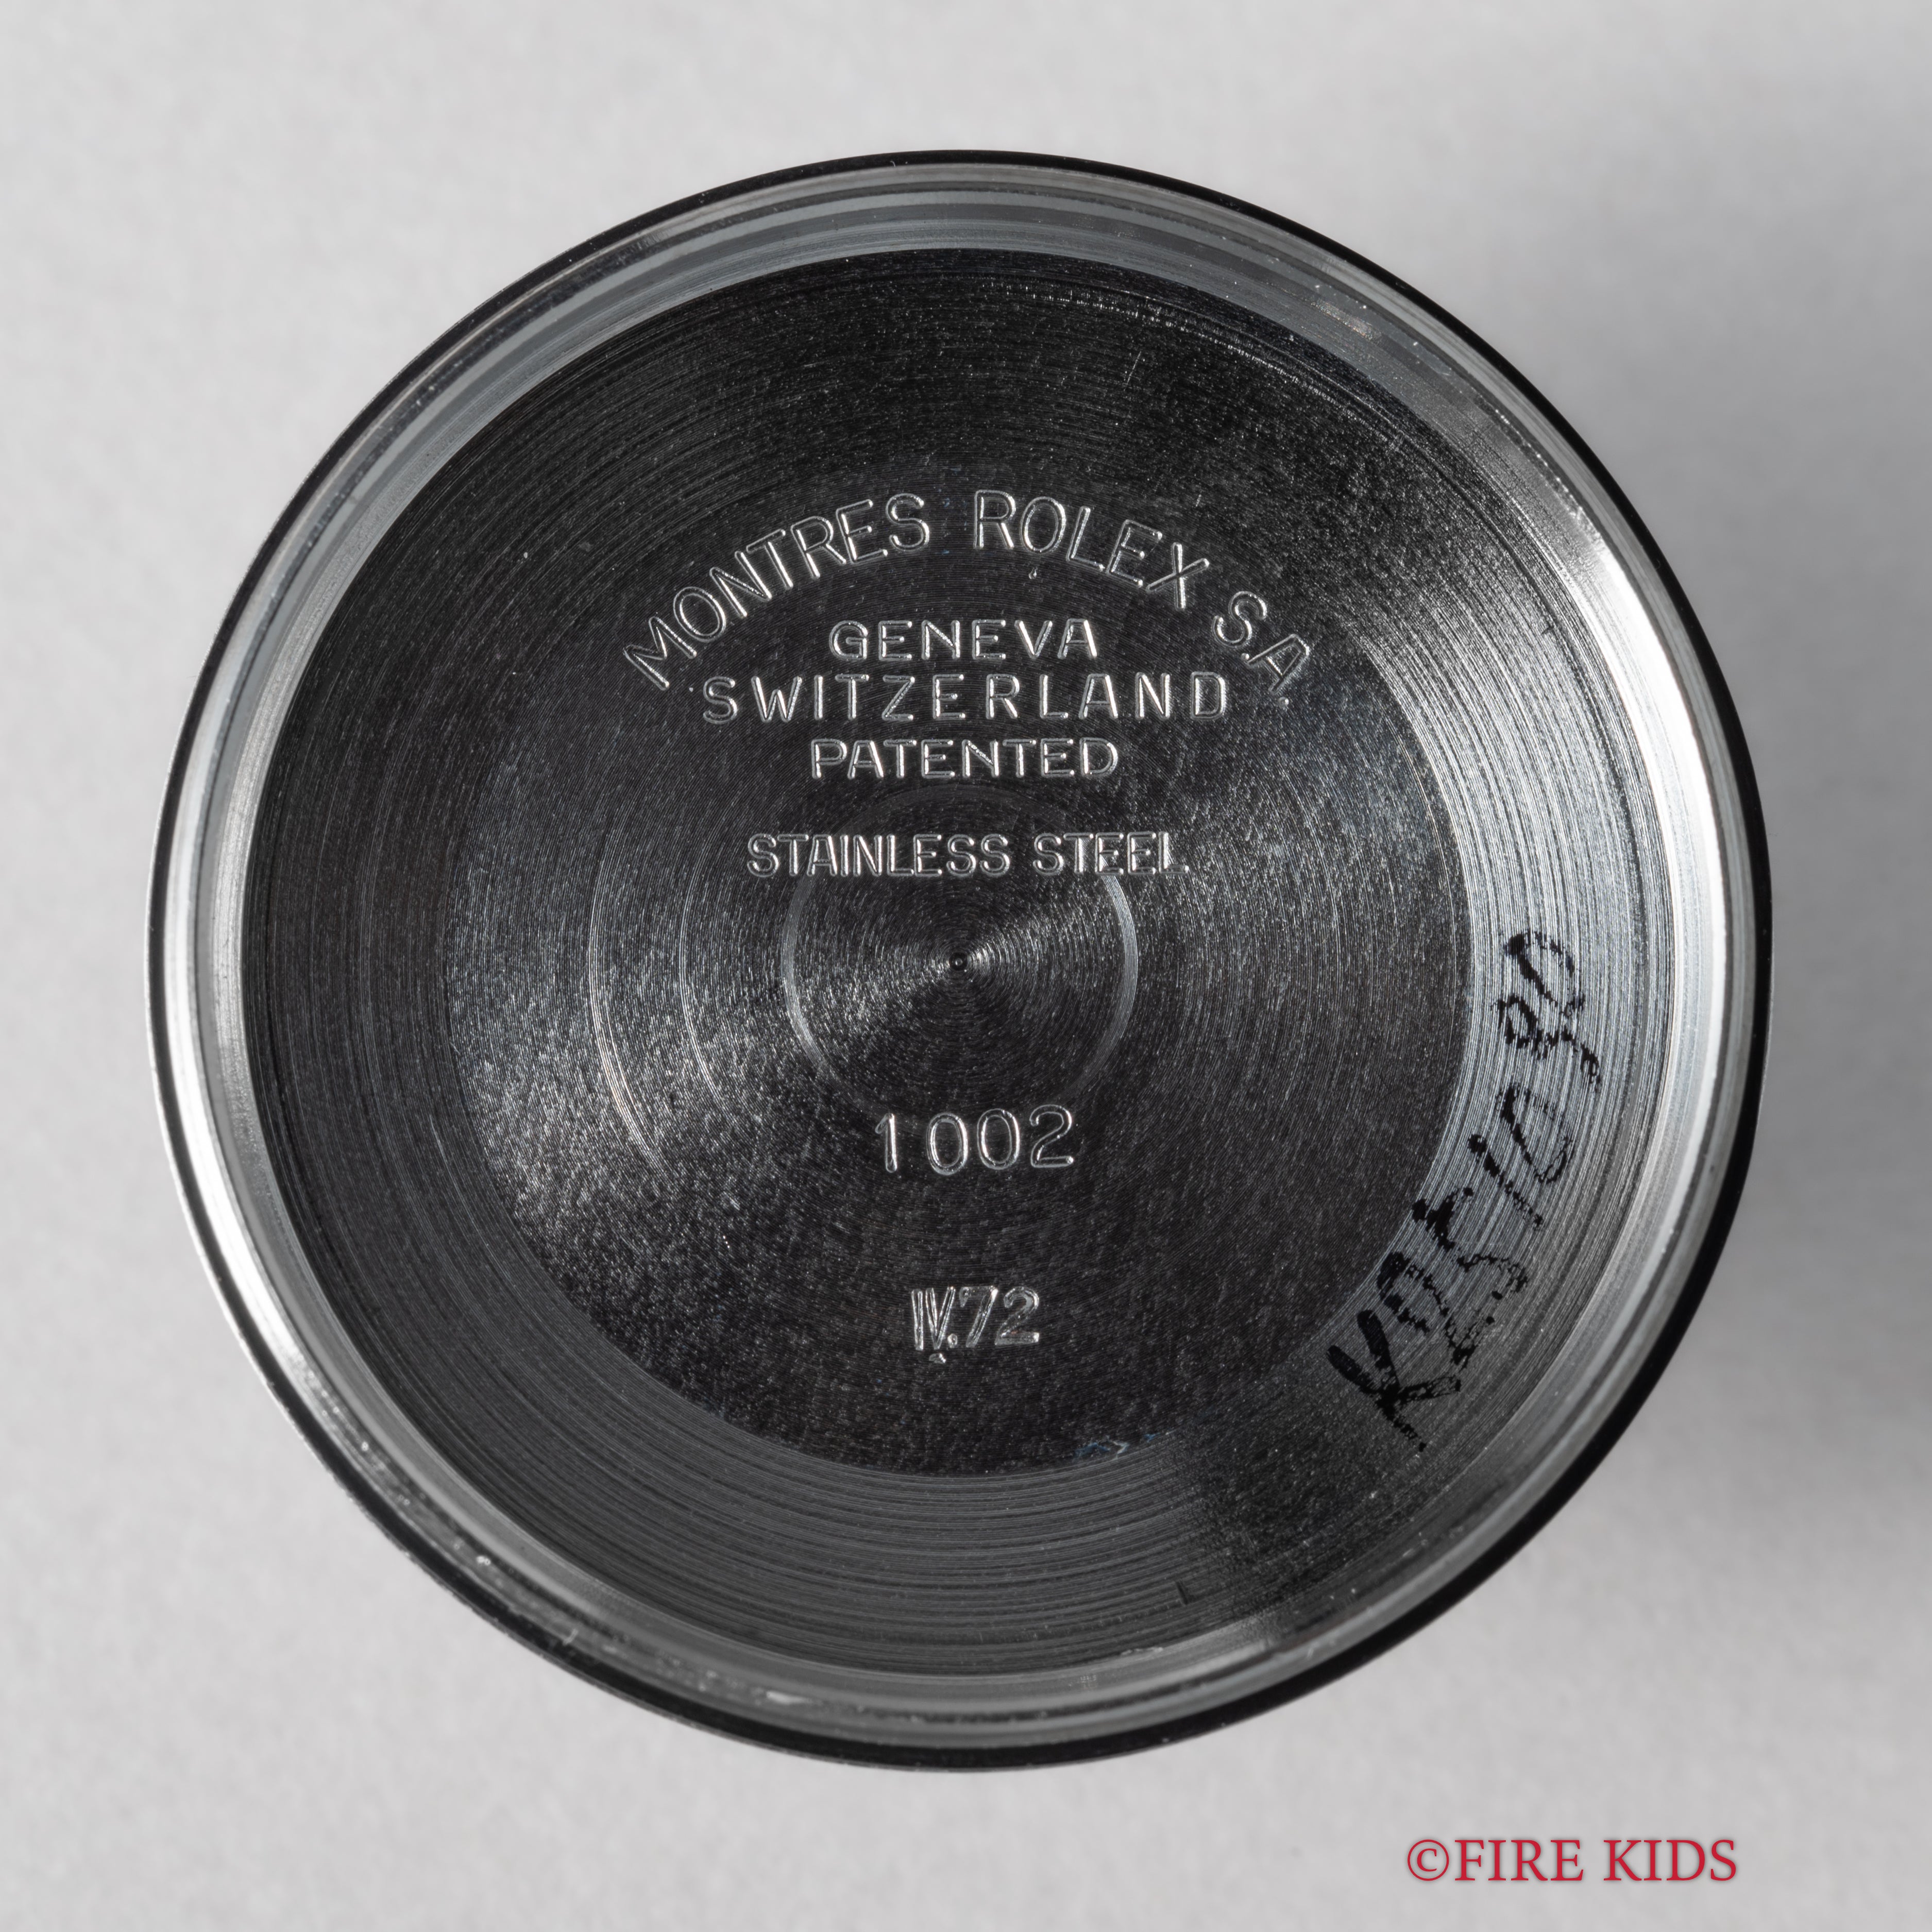 MONTRES ROLEX S.A.
GENEVA
SWITZERLAND
PATENTED
STAINLESS STEEL
1002
IV.72
©FIRE KIDS